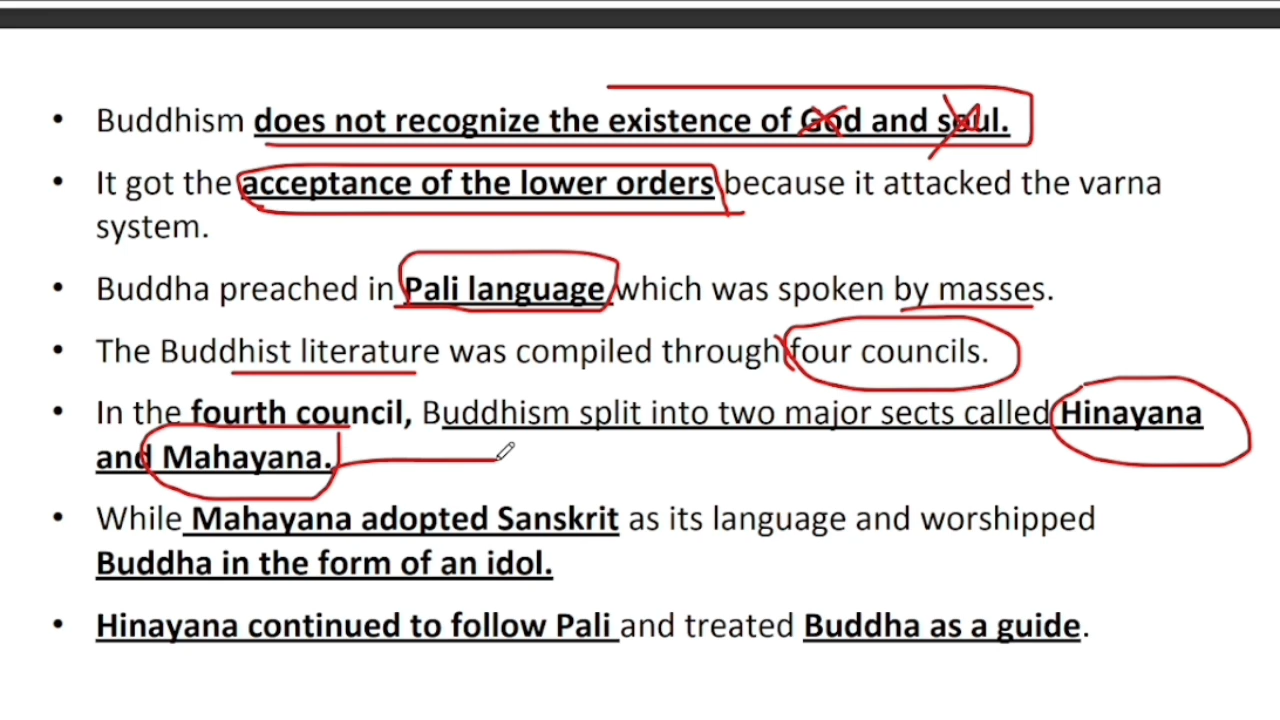 • Buddhism does not recognize the existence of God and soul.
• It got the acceptance of the lower orders because it attacked the varna
system.
• Buddha preached in Pali language which was spoken by masses.
• The Buddhist literature was compiled through four councils.
• In the fourth council, Buddhism split into two major sects called Hinayana
and Mahayana.
• While Mahayana adopted Sanskrit as its language and worshipped
Buddha in the form of an idol.
• Hinayana continued to follow Pali and treated Buddha as a guide.